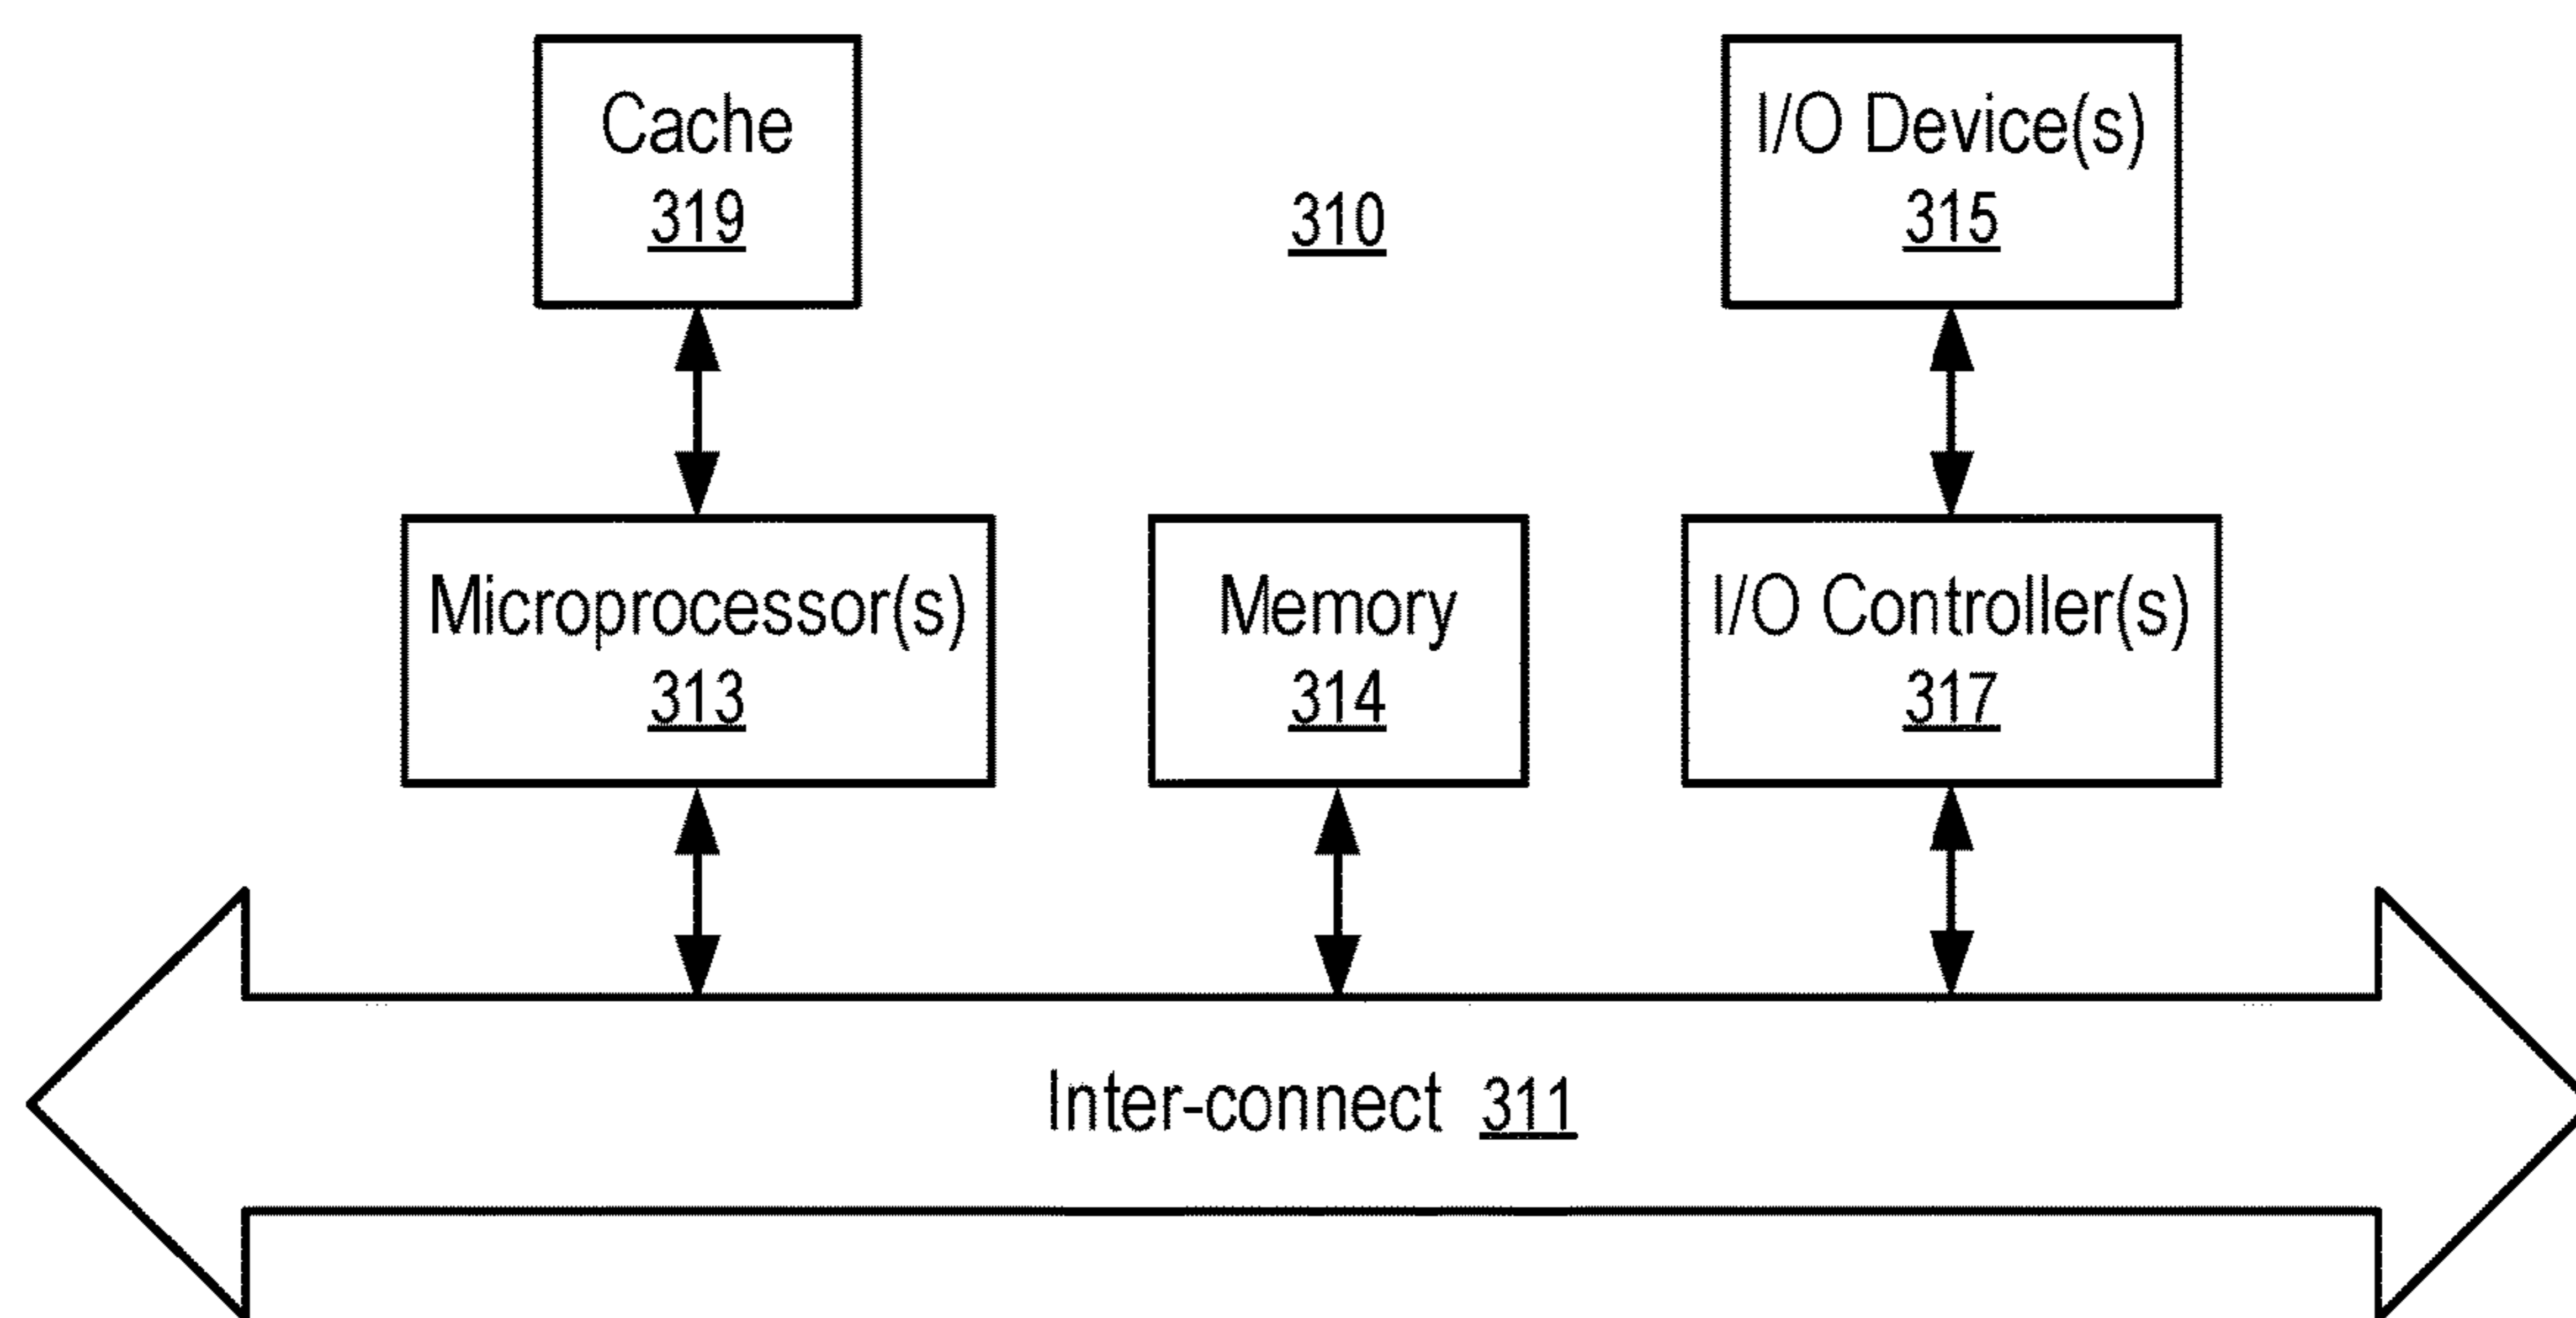 Cache
319
310
I/O Device(s)
315
Microprocessor(s)
313
Memory
314
I/O Controller(s)
317
Inter-connect 311